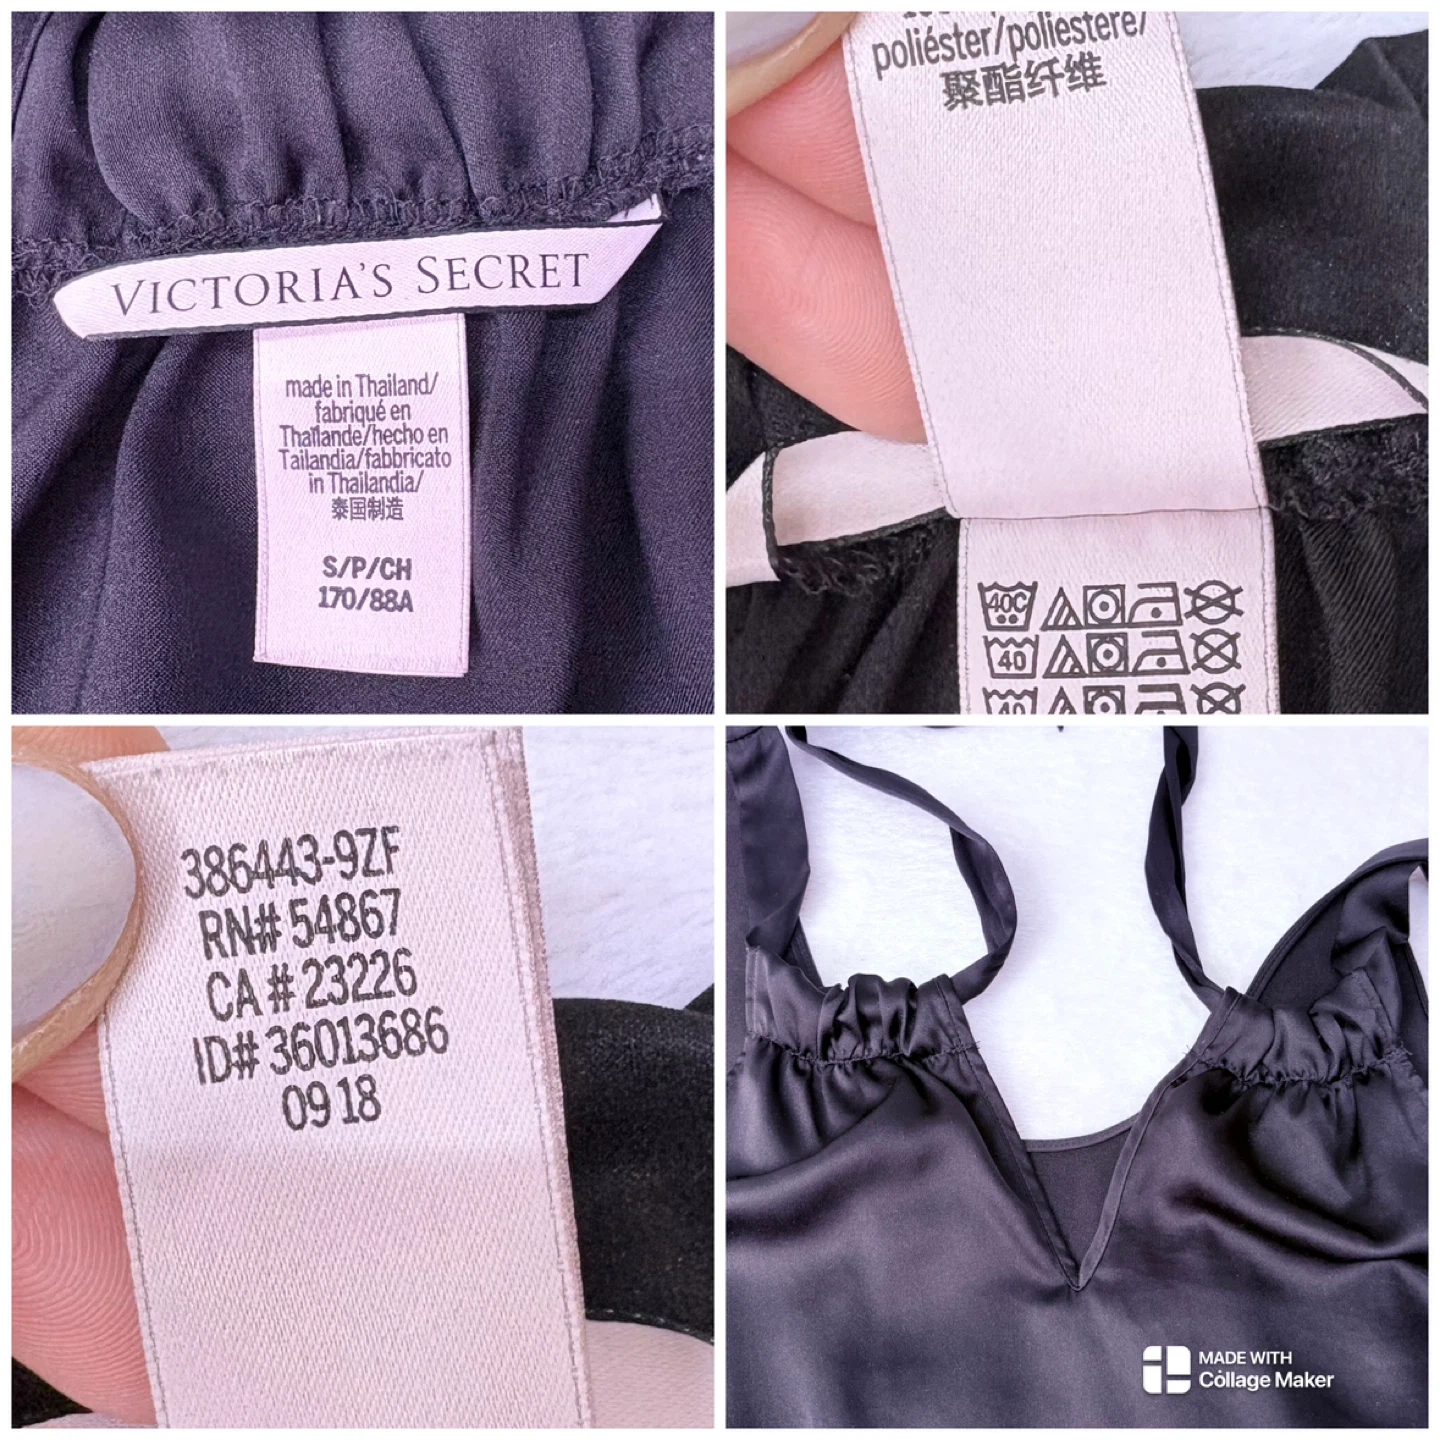 VICTORIA'S SECRET
made in Thailand/
fabriqué en
Thaïlande/hecho en
Tailandia/fabbricato
in Thailandia/
泰国制造
S/P/CH
170/88A
poliéster/poliestere/
聚酯纤维
40C
40
40
386443-9ZF
RN# 54867
CA # 23226
ID# 36013686
09 18
MADE WITH
Collage Maker